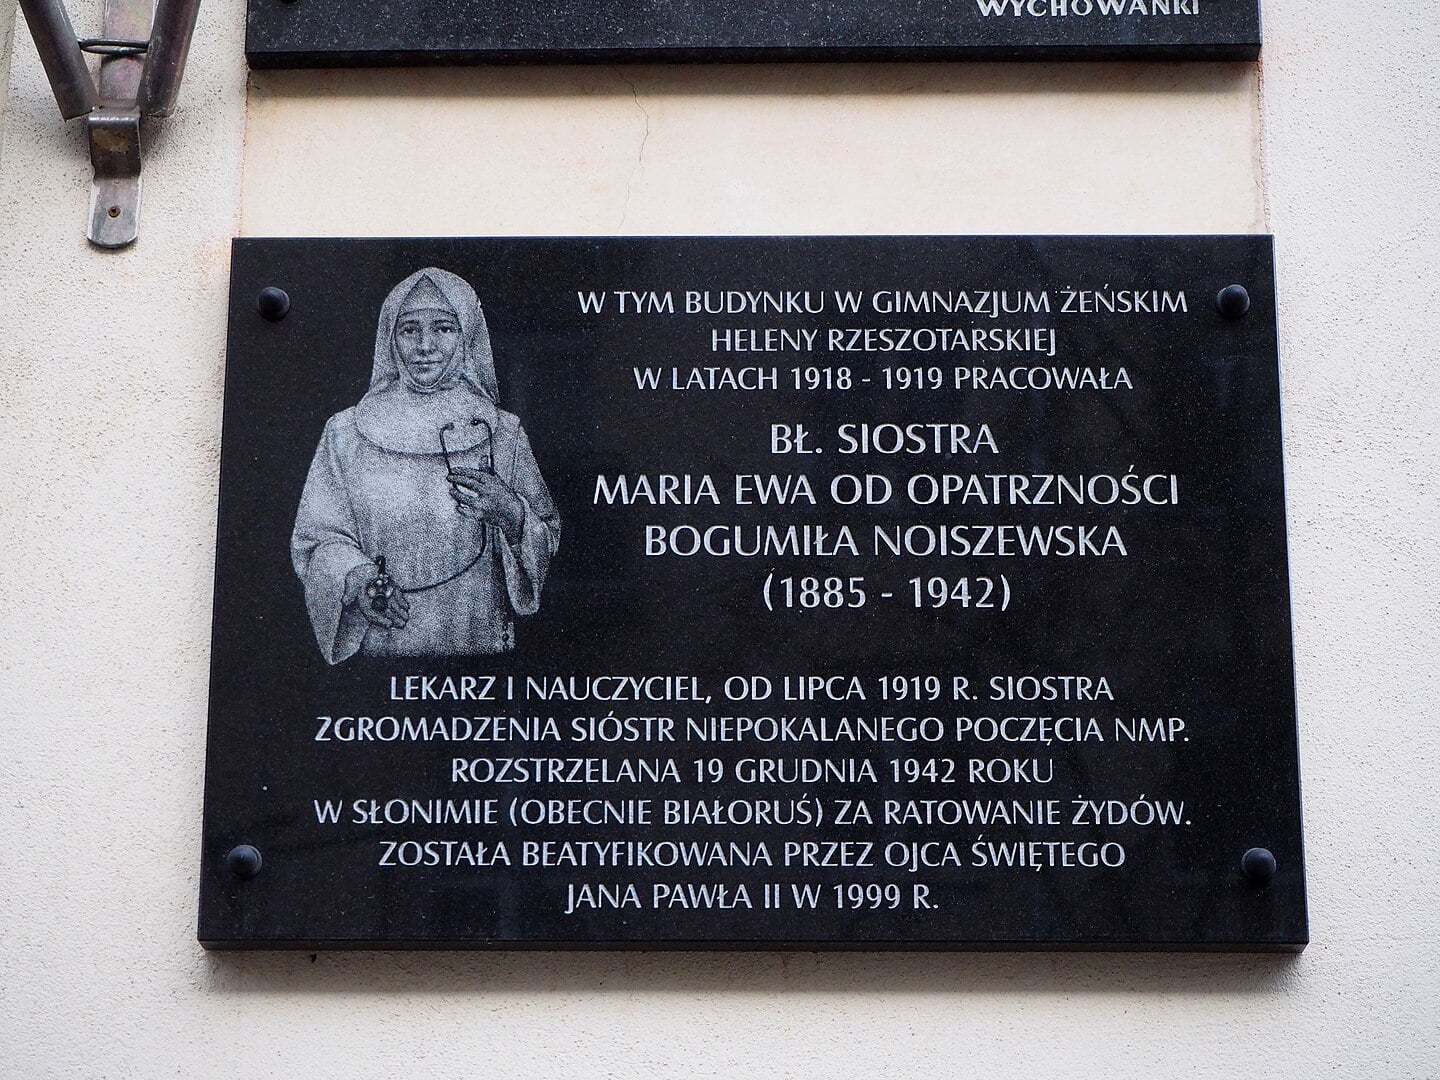 WYCHOWANKI
W TYM BUDYNKU W GIMNAZJUM ŻEŃSKIM
HELENY RZESZOTARSKIEJ
W LATACH 1918 - 1919 PRACOWAŁA
BŁ. SIOSTRA
MARIA EWA OD OPATRZNOŚCI
BOGUMIŁA NOISZEWSKA
(1885 - 1942)
LEKARZ I NAUCZYCIEL, OD LIPCA 1919 R. SIOSTRA
ZGROMADZENIA SIÓSTR NIEPOKALANEGO POCZĘCIA NMP.
ROZSTRZELANA 19 GRUDNIA 1942 ROKU
W SŁONIMIE (OBECNIE BIAŁORUŚ) ZA RATOWANIE ŻYDÓW.
ZOSTAŁA BEATYFIKOWANA PRZEZ OJCA ŚWIĘTEGO
JANA PAWŁA II W 1999 R.